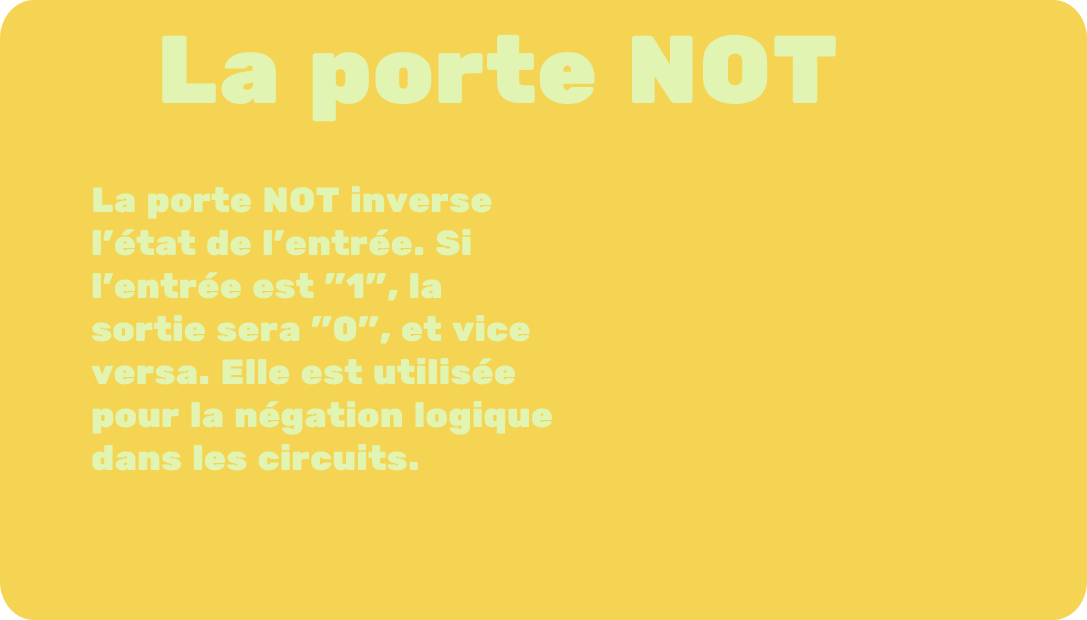 La porte NOT
La porte NOT inverse
l'état de l'entrée. Si
l'entrée est "1", la
sortie sera "0", et vice
versa. Elle est utilisée
pour la négation logique
dans les circuits.